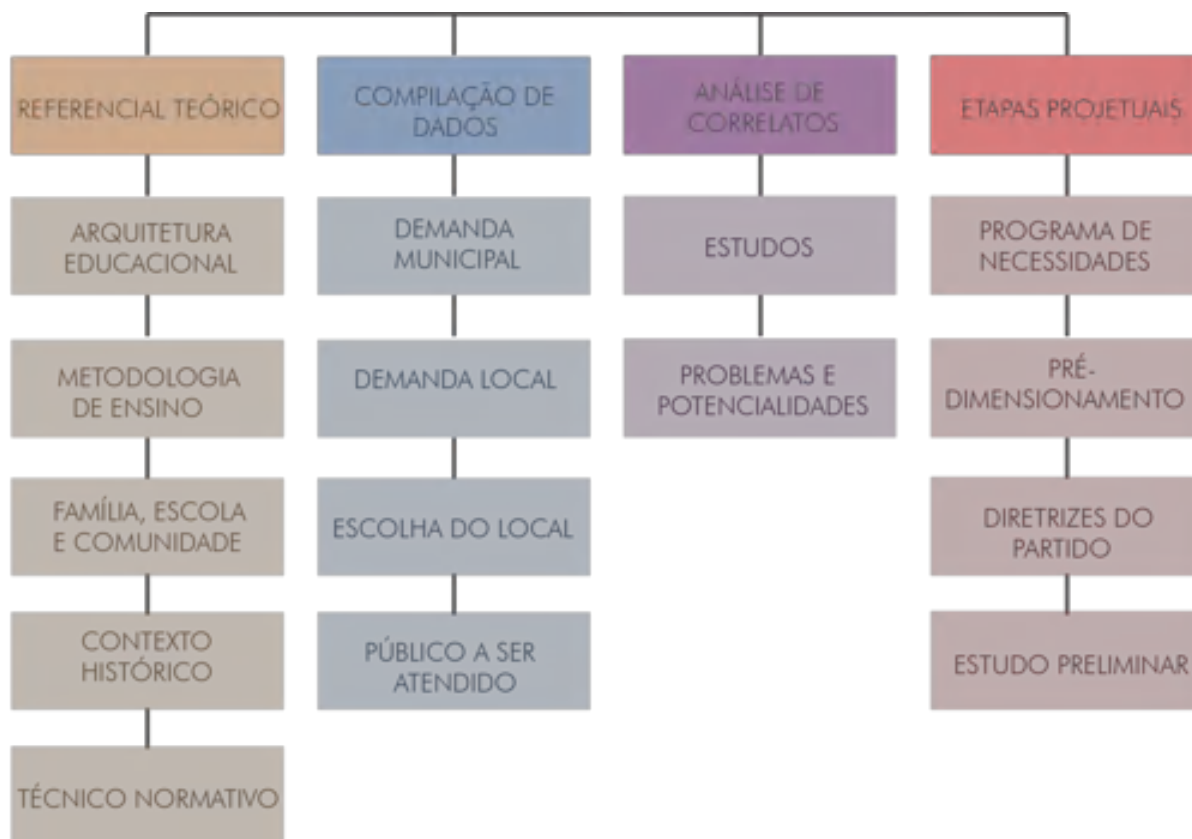 REFERENCIAL TEÓRICO
ARQUITETURA
EDUCACIONAL
METODOLOGIA
DE ENSINO
FAMÍLIA, ESCOLA
E COMUNIDADE
CONTEXTO
HISTÓRICO
TÉCNICO NORMATIVO
COMPILAÇÃO DE
DADOS
DEMANDA
MUNICIPAL
DEMANDA LOCAL
ESCOLHA DO LOCAL
PÚBLICO A SER
ATENDIDO
ANÁLISE DE
CORRELATOS
ESTUDOS
PROBLEMAS E
POTENCIALIDADES
ETAPAS PROJETUAIS
PROGRAMA DE
NECESSIDADES
PRÉ-
DIMENSIONAMENTO
DIRETRIZES DO
PARTIDO
ESTUDO PRELIMINAR